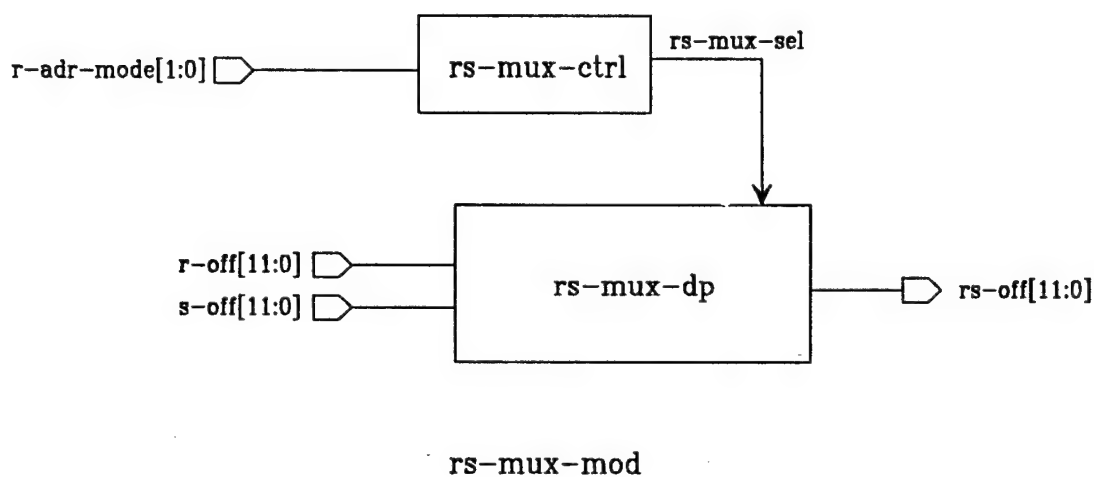 rs-mux-sel
r-adr-mode[1:0]
rs-mux-ctrl
r-off[11:0]
s-off[11:0]
rs-mux-dp
rs-off[11:0]
rs-mux-mod